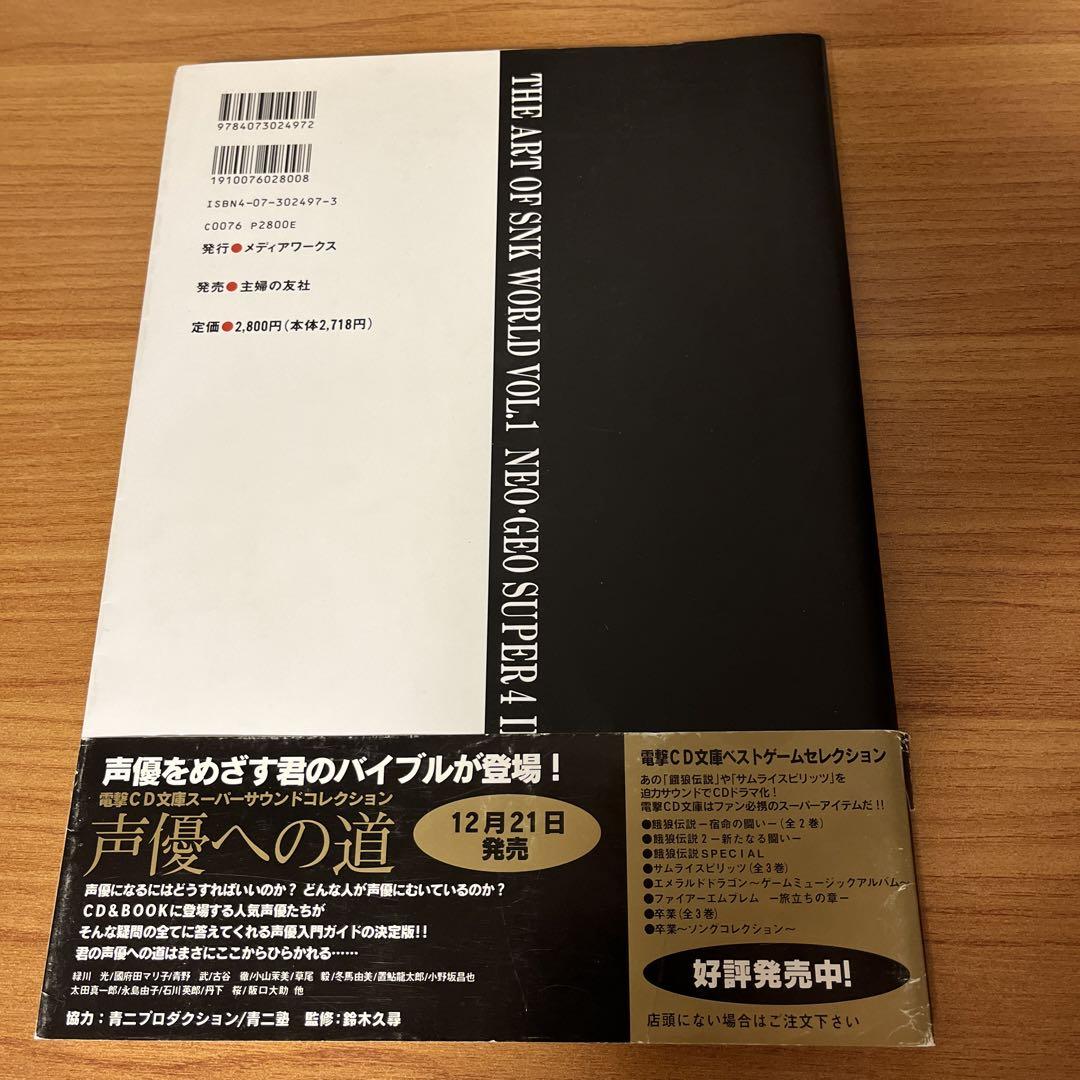 9784073024972
1910076028008
ISBN4-07-302497-3
C0076 P2800E
発行●メディアワークス
発売●主婦の友社
定価●2,800円(本体2,718円)
THE ART OF SNK WORLD VOL.1 NEO·GEO SUPER 4 I
声優をめざす君のバイブルが登場!
電撃CD文庫スーパーサウンドコレクション
声優への道
12月21日
発売
声優になるにはどうすればいいのか? どんな人が声優にむいているのか?
CD&BOOKに登場する人気声優たちが
そんな疑問の全てに答えてくれる声優入門ガイドの決定版!!
君の声優への道はまさにここからひらかれる……
緑川 光/國府田マリ子/青野 武/古谷 徹/小山茉美/草尾 毅/冬馬由美/置鮎龍太郎/小野坂昌也
太田真一郎/永島由子/石川英郎/丹下 桜/阪口大助 他
協力:青二プロダクション/青二塾 監修:鈴木久尋
電撃CD文庫ベストゲームセレクション
あの「餓狼伝説」や「サムライスピリッツ」を
迫力サウンドでCDドラマ化!
電撃CD文庫はファン必携のスーパーアイテムだ!!
●餓狼伝説-宿命の闘い-(全2巻)
●餓狼伝説2-新たなる闘い-
●餓狼伝説SPECIAL
●サムライスピリッツ(全3巻)
●エメラルドドラゴン~ゲームミュージックアルバム~
●ファイアーエムブレム -旅立ちの章-
●卒業(全3巻)
●卒業~ソングコレクション~
好評発売中!
店頭にない場合はご注文下さい